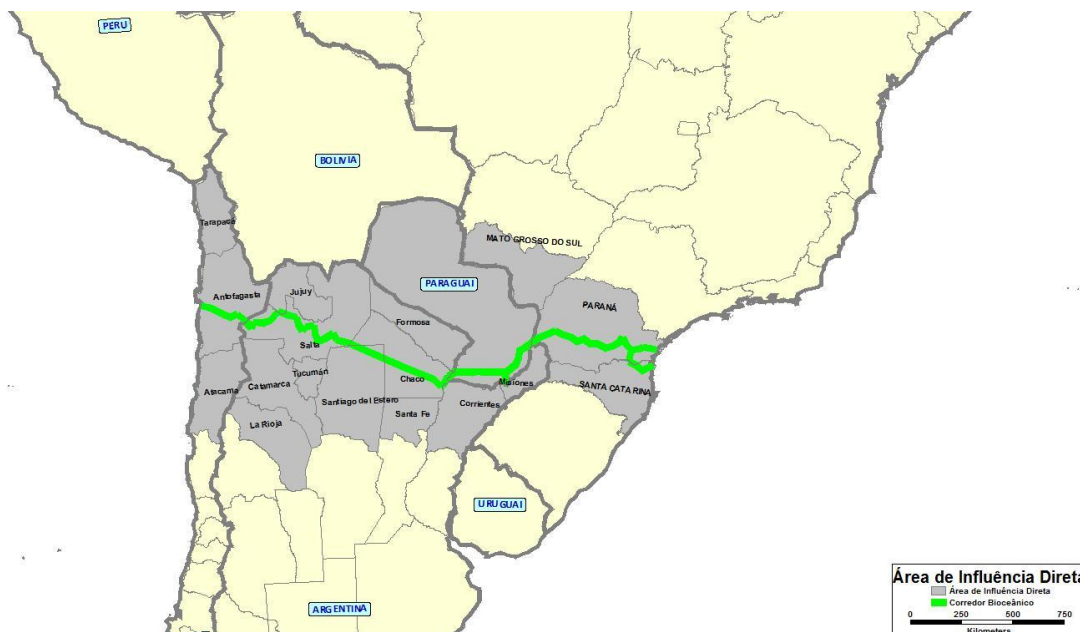 PERU
BOLIVIA
Tarapacá
MATO GROSSO DO SUL
PARAGUAI
Antofagasta
Jujuy
PARANÁ
Formosa
Salta
Tucumán
Chaco
Misiones
Atacama
Catamarca
SANTA CATARINA
Santiago del Estero
Corrientes
Santa Fe
La Rioja
URUGUAI
ARGENTINA
Área de Influência Direta
Área de Influência Direta
Corredor Bioceânico
0 250 500 750
Kilometers